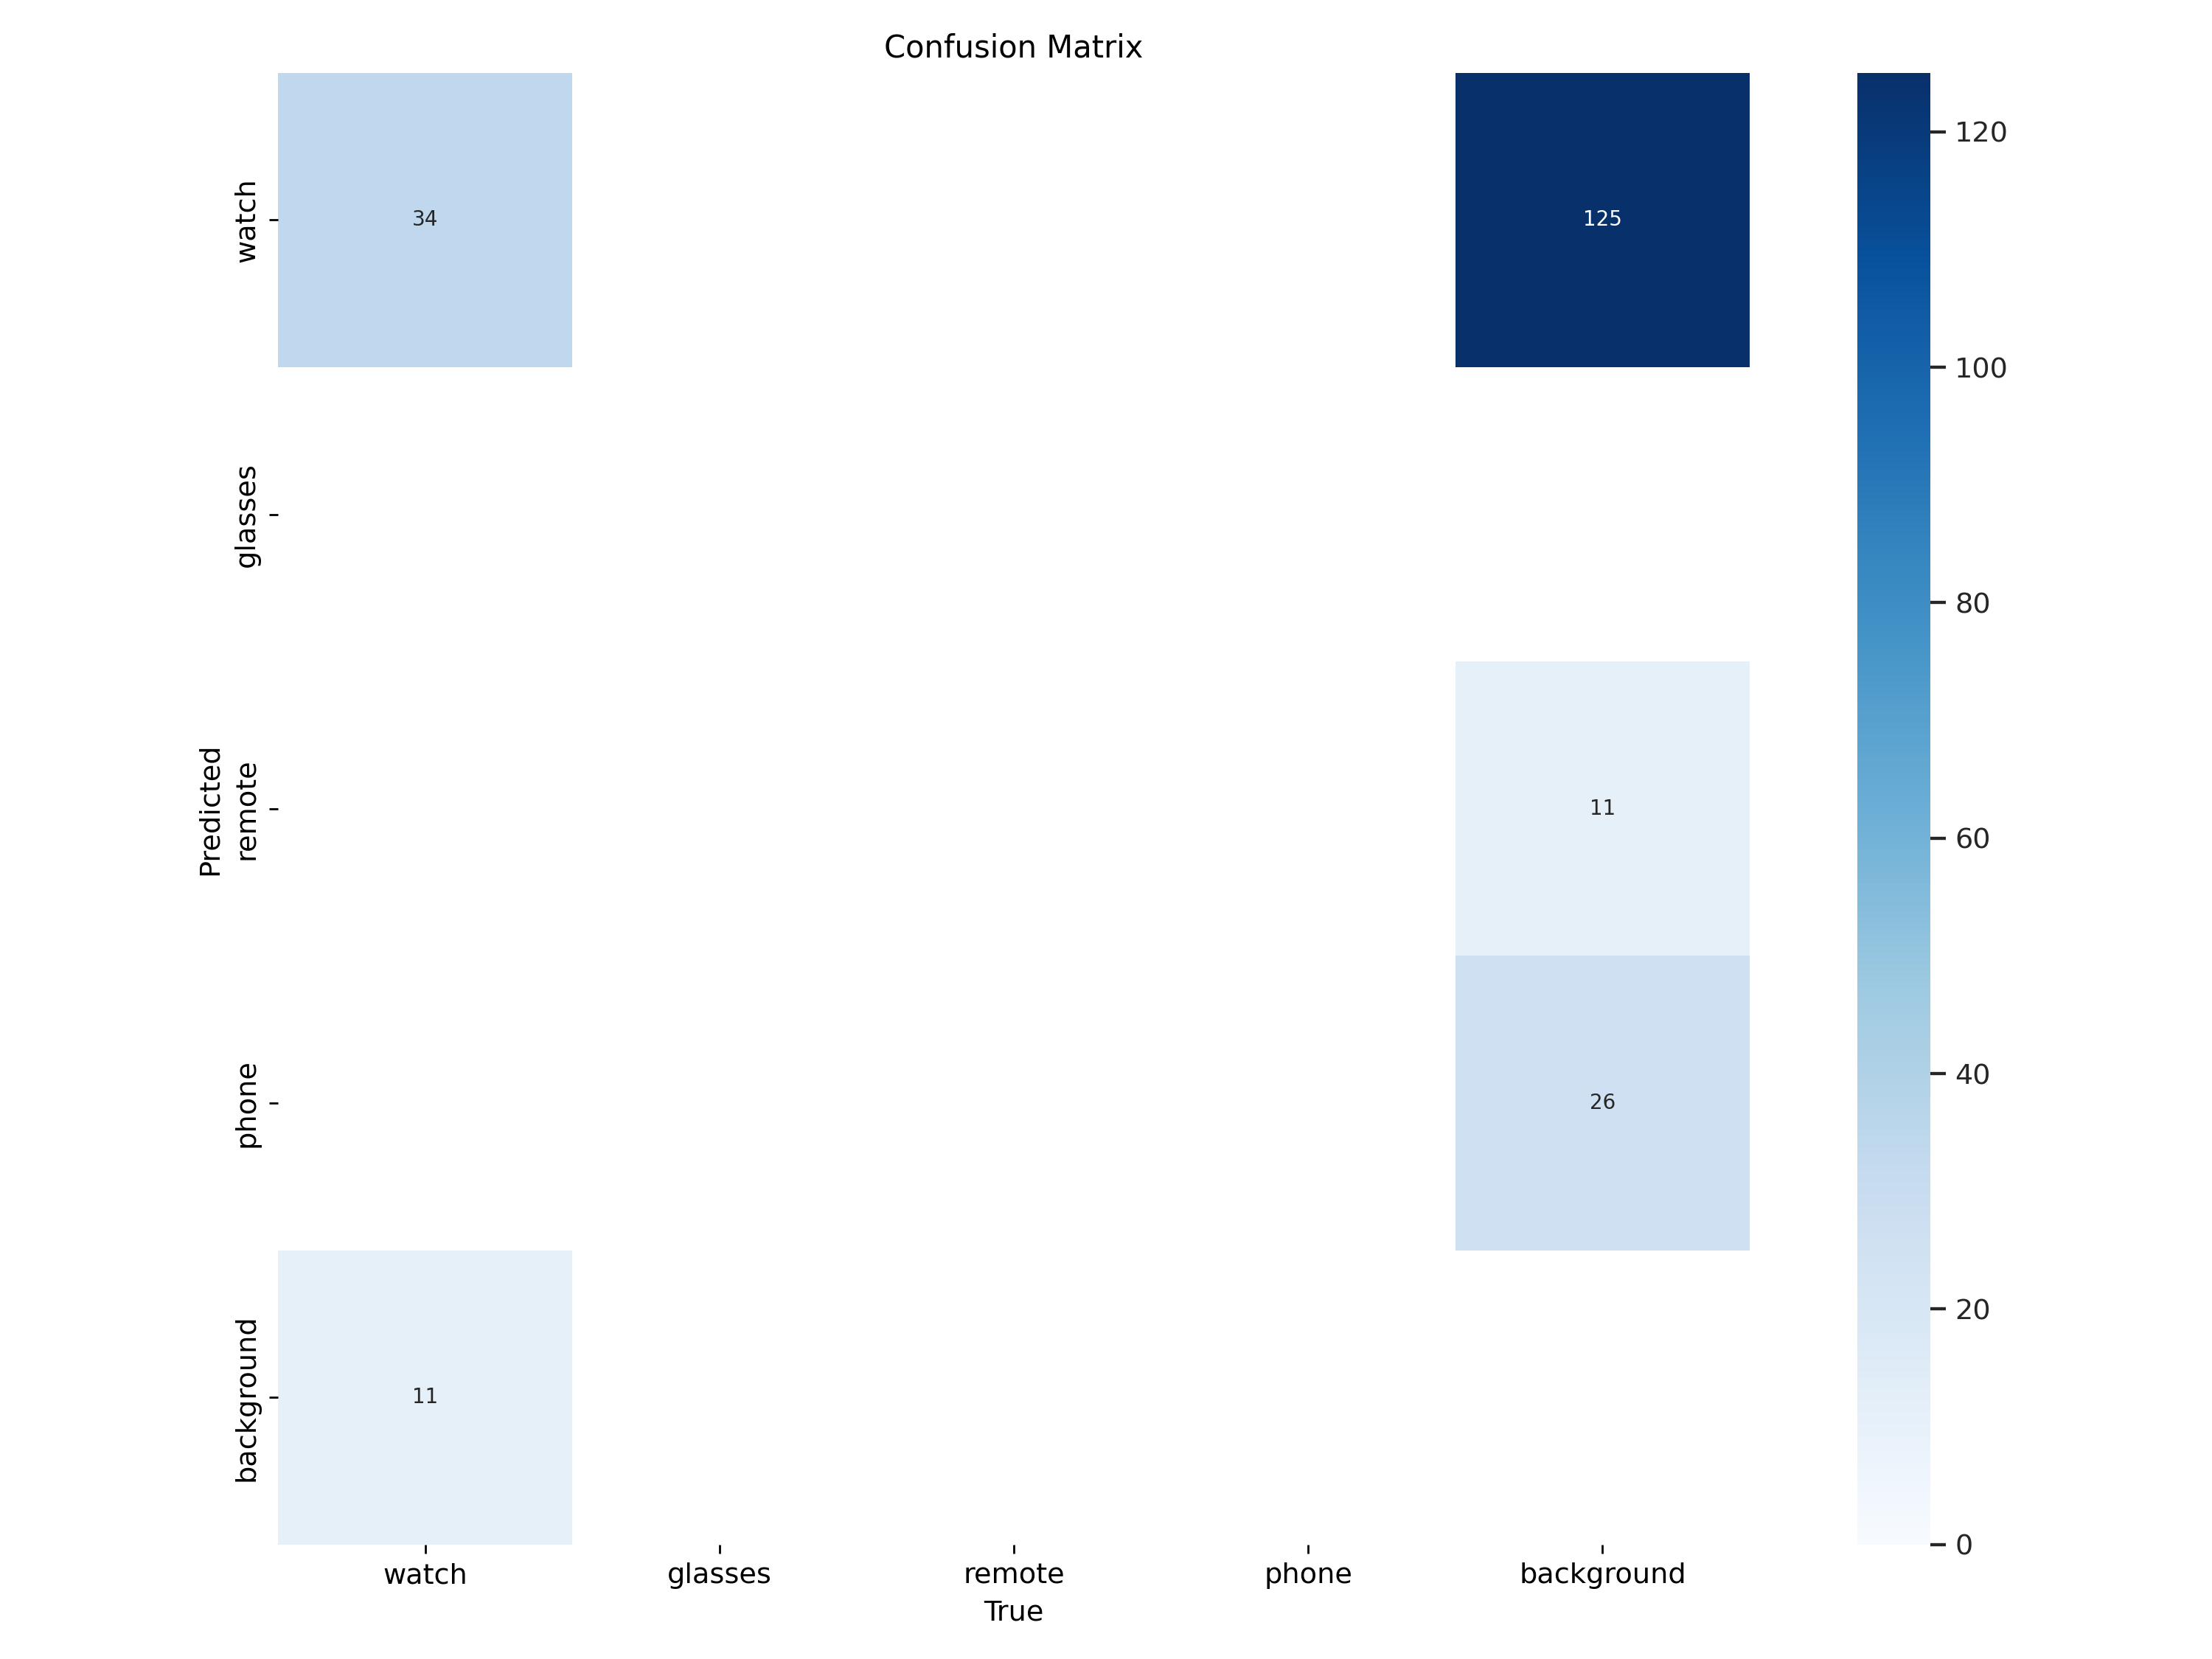 Confusion Matrix
watch
34
125
120
100
glasses
80
Predicted
remote
11
60
phone
26
40
background
11
20
0
watch
glasses
remote
phone
background
True